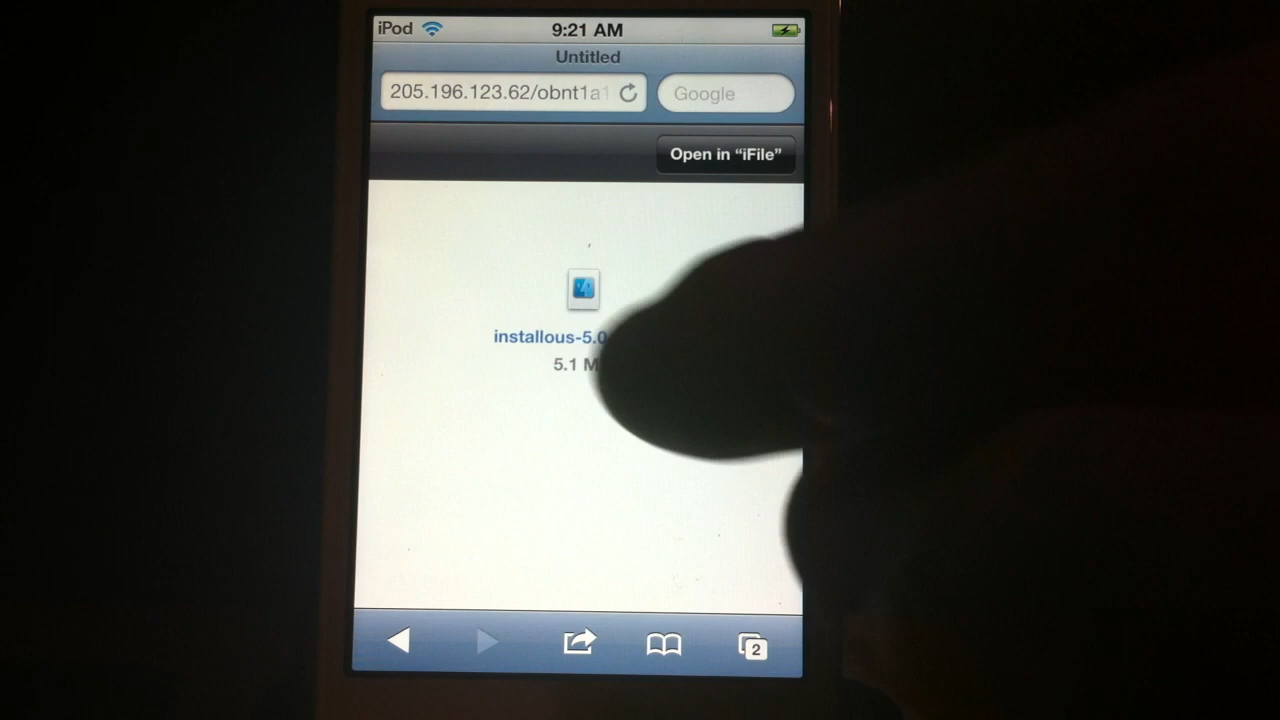 iPod 9:21 AM
Untitled
205.196.123.62/obnt1a1 Google
Open in “iFile”
installous-5.0
5.1 M
2